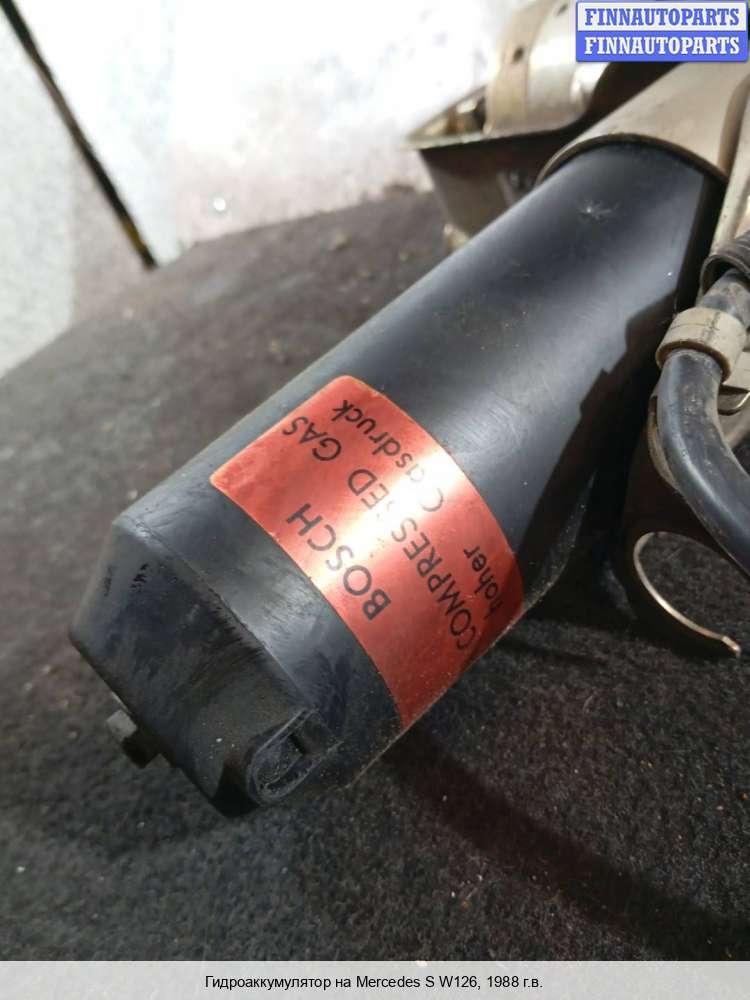 FINNAUTOPARTS
FINNAUTOPARTS
BOSCH
COMPRESSED GAS
hoher Gasdruck
Гидроаккумулятор на Mercedes S W126, 1988 г.в.